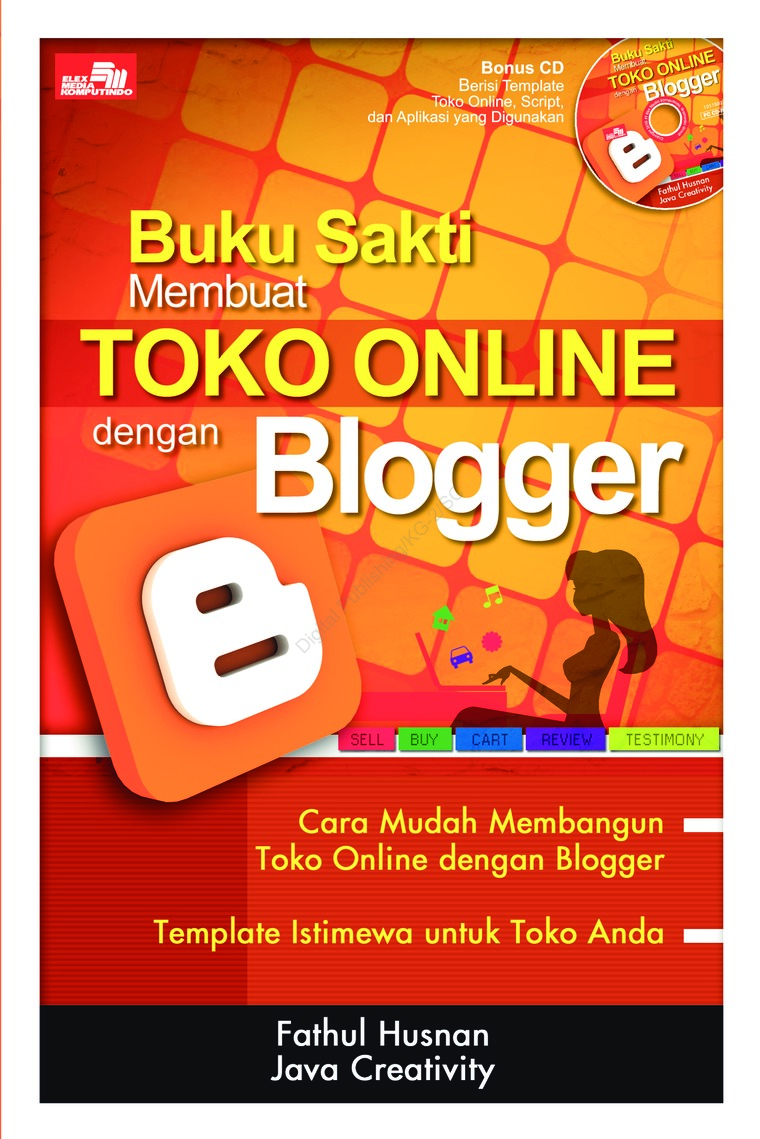 ELEX
MEDIA
KOMPUTINDO
Bonus CD
Berisi Template
Toko Online, Script,
dan Aplikasi yang Digunakan
Buku Sakti
Membuat
TOKO ONLINE
dengan
Blogger
Fathul Husnan
Java Creativity
Buku Sakti
Membuat
TOKO ONLINE
dengan
Blogger
SELL
BUY
CART
REVIEW
TESTIMONY
Cara Mudah Membangun
Toko Online dengan Blogger
Template Istimewa untuk Toko Anda
Fathul Husnan
Java Creativity